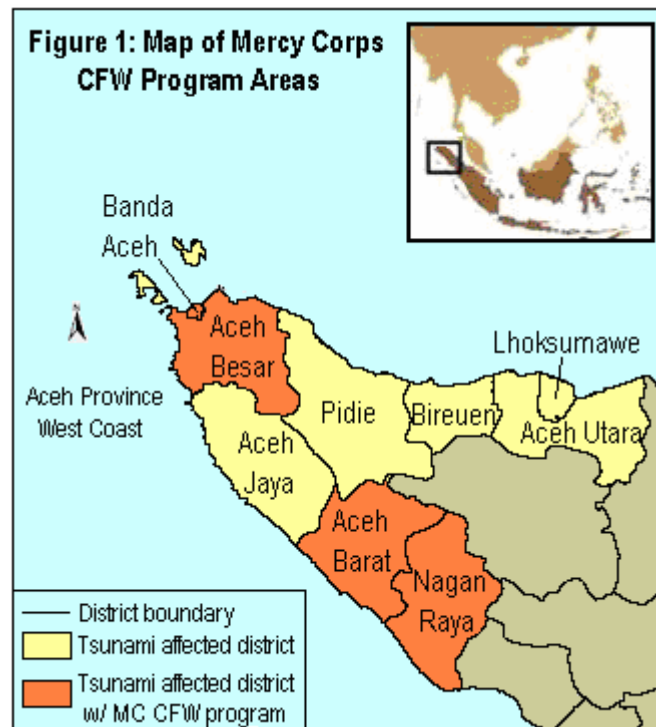 Figure 1: Map of Mercy Corps
CFW Program Areas
Banda
Aceh
Aceh
Besar
Lhoksumawe
Aceh Province
West Coast
Pidie
Bireuen
Aceh Utara
Aceh
Jaya
Aceh
Barat
Nagan
Raya
District boundary
Tsunami affected district
Tsunami affected district
w/ MC CFW program